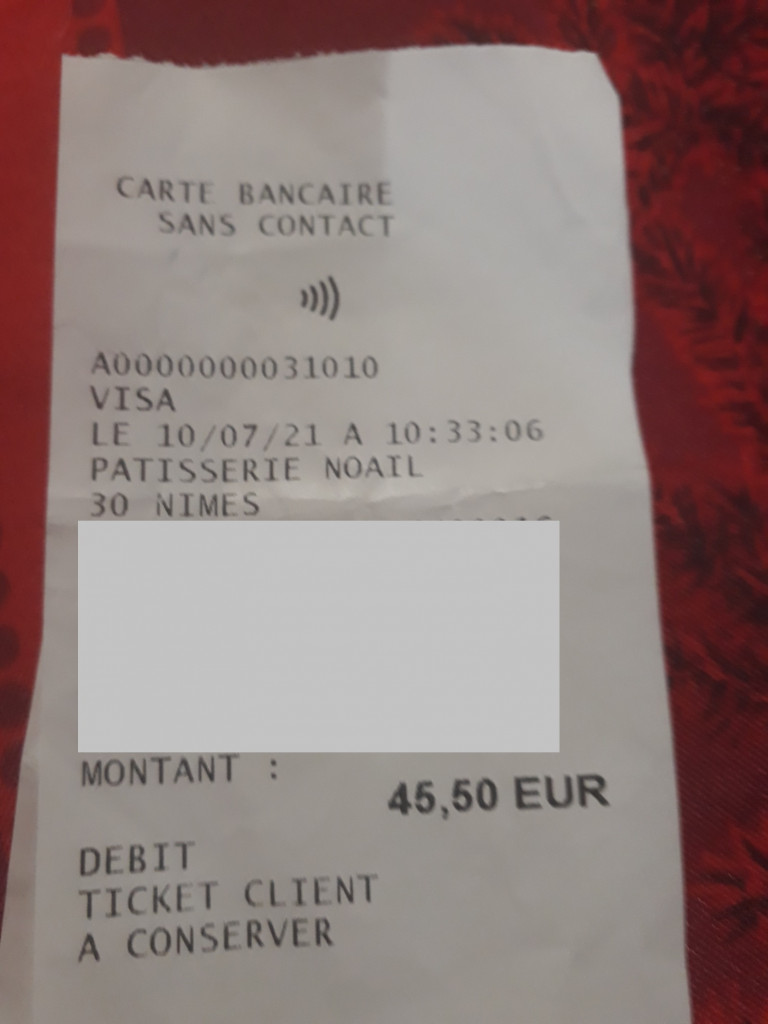 CARTE BANCAIRE
SANS CONTACT
A0000000031010
VISA
LE 10/07/21 A 10:33:06
PATISSERIE NOAIL
30 NIMES
MONTANT :
45,50 EUR
DEBIT
TICKET CLIENT
A CONSERVER